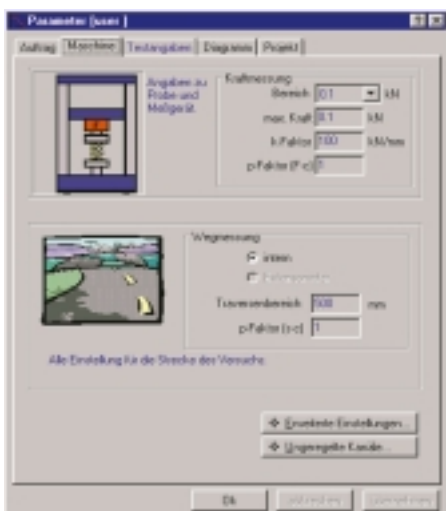 Parameter (user )
Auftrag Maschine Testangaben Diagramm Projekt
Angaben zu
Probe und
Meßgerät.
Kraftmessung
Bereich 0.1 kN
max. Kraft 0.1 kN
k-Faktor 100 kN/mm
p-Faktor (F-c) 1
Wegmessung
intern
Traversenbereich 500 mm
p-Faktor (s-c) 1
Alle Einstellung für die Strecke des Versuchs.
Erweiterte Einstellungen...
Ungeregelte Kanäle...
Ok